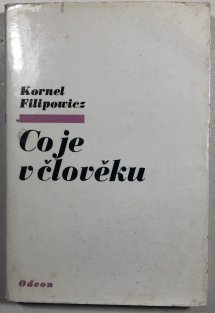 Kornel
Filipowicz
Co je
v člověku
Odeon